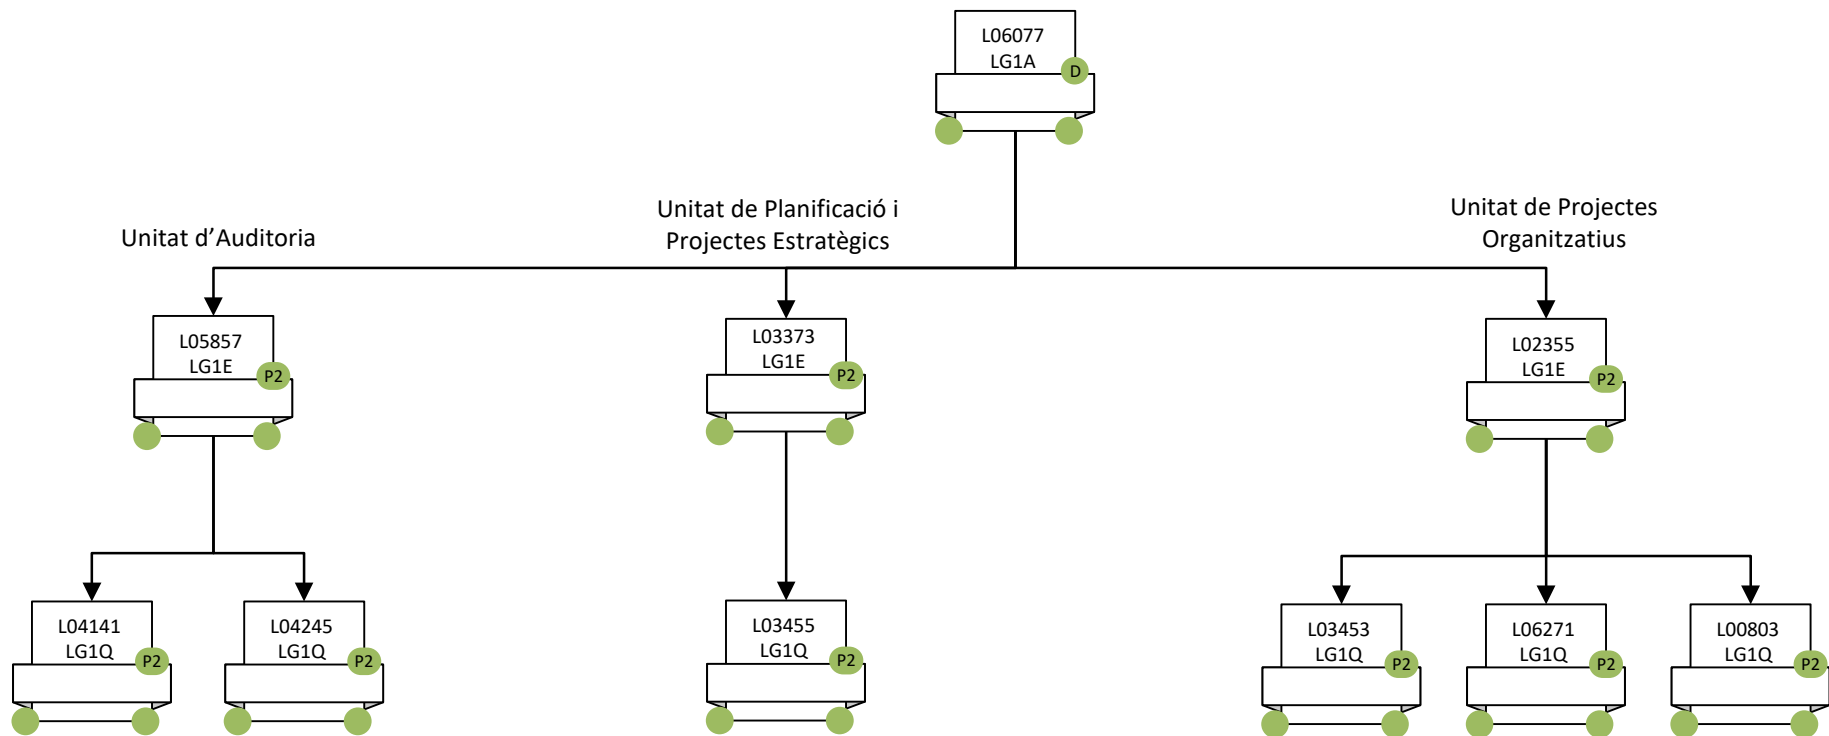 L06077
LG1A
D
Unitat d’Auditoria
Unitat de Planificació i
Projectes Estratègics
Unitat de Projectes
Organitzatius
L05857
LG1E
P2
L03373
LG1E
P2
L02355
LG1E
P2
L04141
LG1Q
P2
L04245
LG1Q
P2
L03455
LG1Q
P2
L03453
LG1Q
P2
L06271
LG1Q
P2
L00803
LG1Q
P2